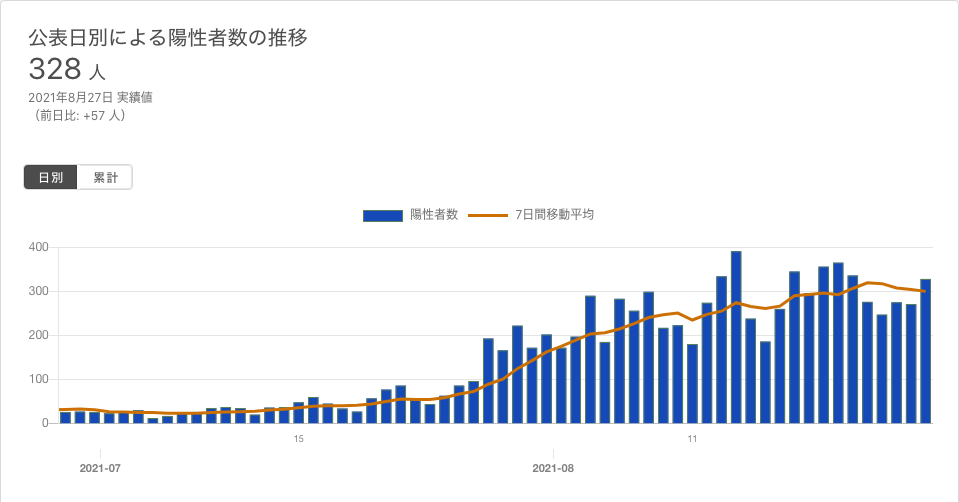 公表日別による陽性者数の推移
328 人
2021年8月27日 実績値
（前日比: +57 人）
日別 累計
陽性者数 7日間移動平均
400
300
200
100
0
15 11
2021-07 2021-08